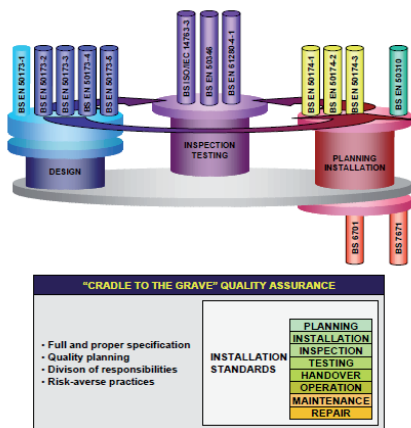 BS EN 50173-1
BS EN 50173-2
BS EN 50173-3
BS EN 50173-4
BS EN 50173-5
BS ISO/IEC 14763-3
BS EN 50346
BS EN 61280-4-1
BS EN 50174-1
BS EN 50174-2
BS EN 50174-3
BS EN 50310
DESIGN
INSPECTION
TESTING
PLANNING
INSTALLATION
BS 6701
BS 7671
“CRADLE TO THE GRAVE” QUALITY ASSURANCE
• Full and proper specification
• Quality planning
• Divison of responsibilities
• Risk-averse practices
INSTALLATION
STANDARDS
PLANNING
INSTALLATION
INSPECTION
TESTING
HANDOVER
OPERATION
MAINTENANCE
REPAIR